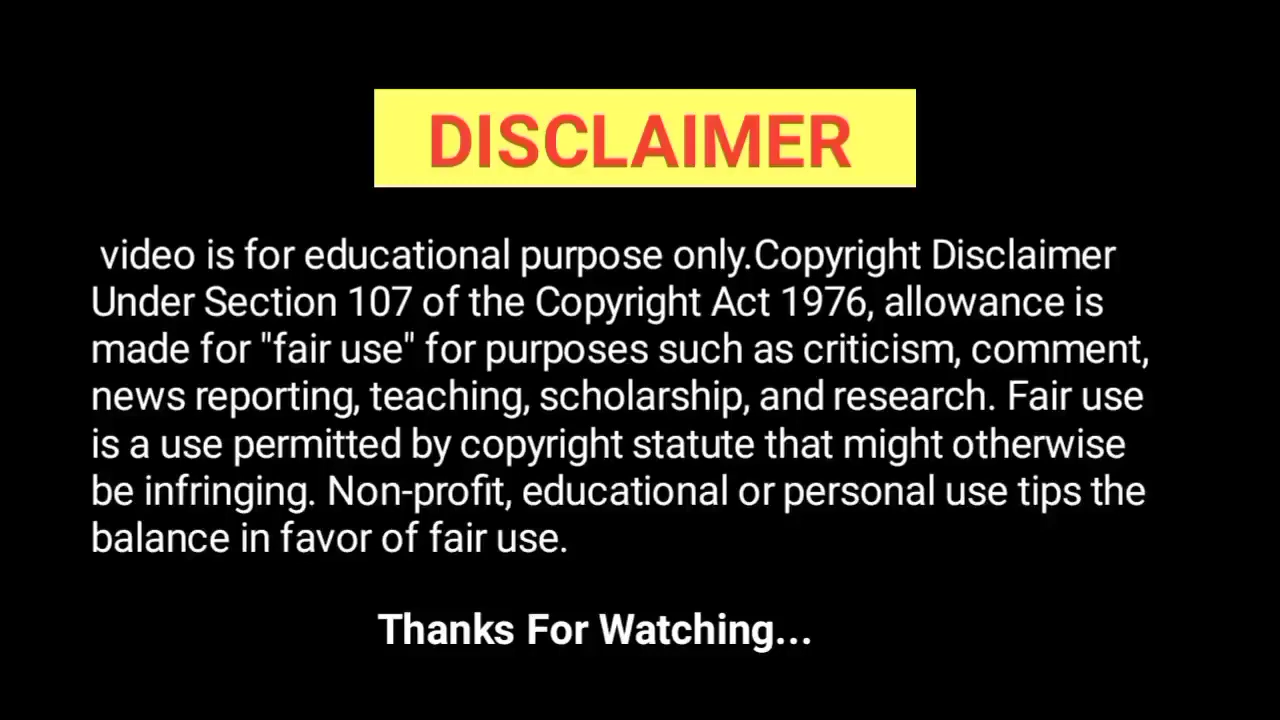 DISCLAIMER
video is for educational purpose only.Copyright Disclaimer
Under Section 107 of the Copyright Act 1976, allowance is
made for "fair use" for purposes such as criticism, comment,
news reporting, teaching, scholarship, and research. Fair use
is a use permitted by copyright statute that might otherwise
be infringing. Non-profit, educational or personal use tips the
balance in favor of fair use.
Thanks For Watching...